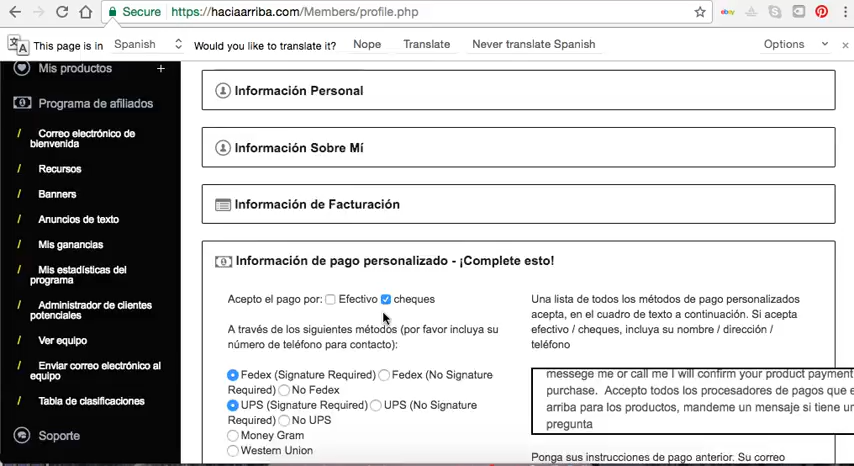 Secure https://haciaarriba.com/Members/profile.php
This page is in Spanish Would you like to translate it? Nope Translate Never translate Spanish Options
Mis productos +
Programa de afiliados
/ Correo electrónico de
bienvenida
/ Recursos
/ Banners
/ Anuncios de texto
/ Mis ganancias
/ Mis estadísticas del
programa
/ Administrador de clientes
potenciales
/ Ver equipo
/ Enviar correo electrónico al
equipo
/ Tabla de clasificaciones
Soporte
Información Personal
Información Sobre Mí
Información de Facturación
Información de pago personalizado - ¡Complete esto!
Acepto el pago por: Efectivo cheques
A través de los siguientes métodos (por favor incluya su
número de teléfono para contacto):
Fedex (Signature Required) Fedex (No Signature
Required) No Fedex
UPS (Signature Required) UPS (No Signature
Required) No UPS
Money Gram
Western Union
Una lista de todos los métodos de pago personalizados
acepta, en el cuadro de texto a continuación. Si acepta
efectivo / cheques, incluya su nombre / dirección /
teléfono
messege me or call me I will confirm your product payment
purchase. Accepto todos los procesadores de pagos que e
arriba para los productos, mandeme un mensaje si tiene un
pregunta
Ponga sus instrucciones de pago anterior. Su correo